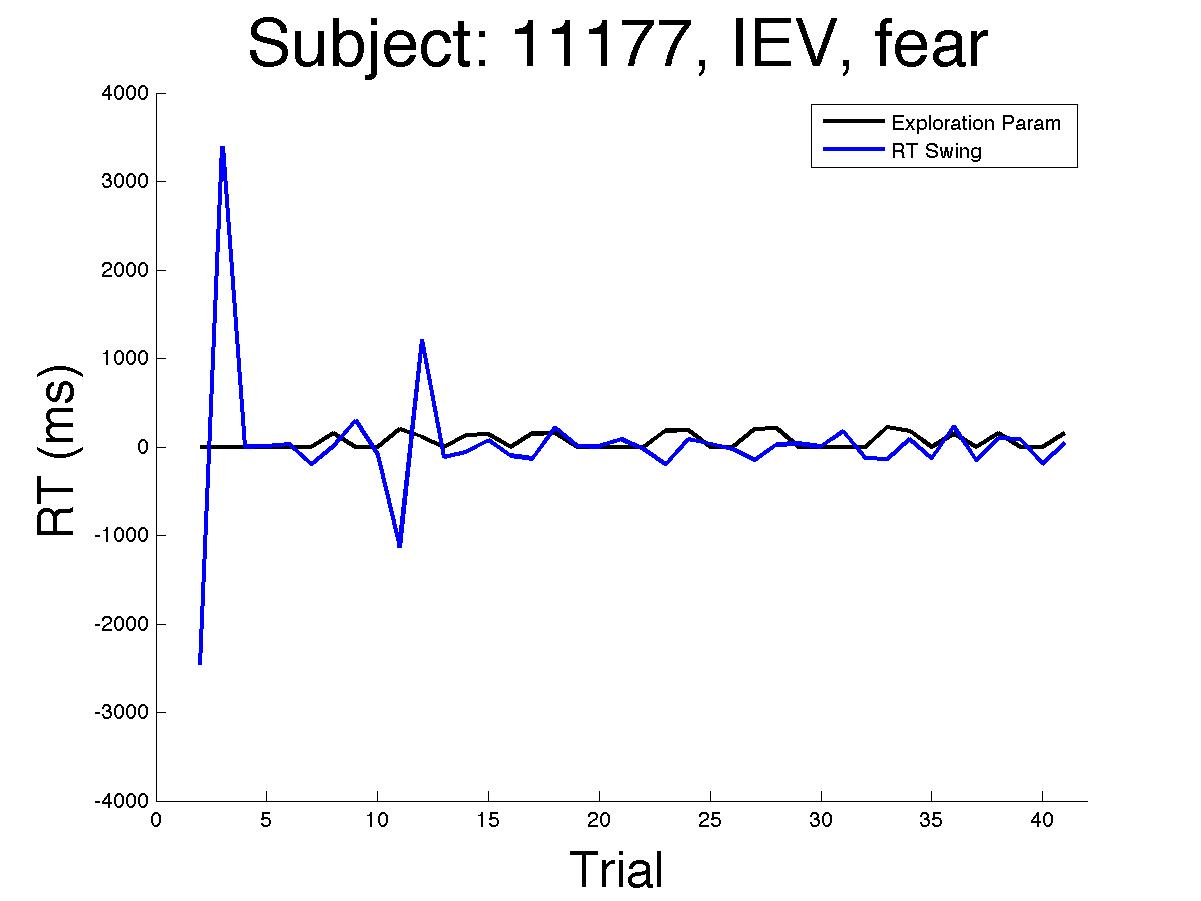 Subject: 11177, IEV, fear
4000
3000
2000
1000
0
-1000
-2000
-3000
-4000
RT (ms)
Exploration Param
RT Swing
0 5 10 15 20 25 30 35 40
Trial